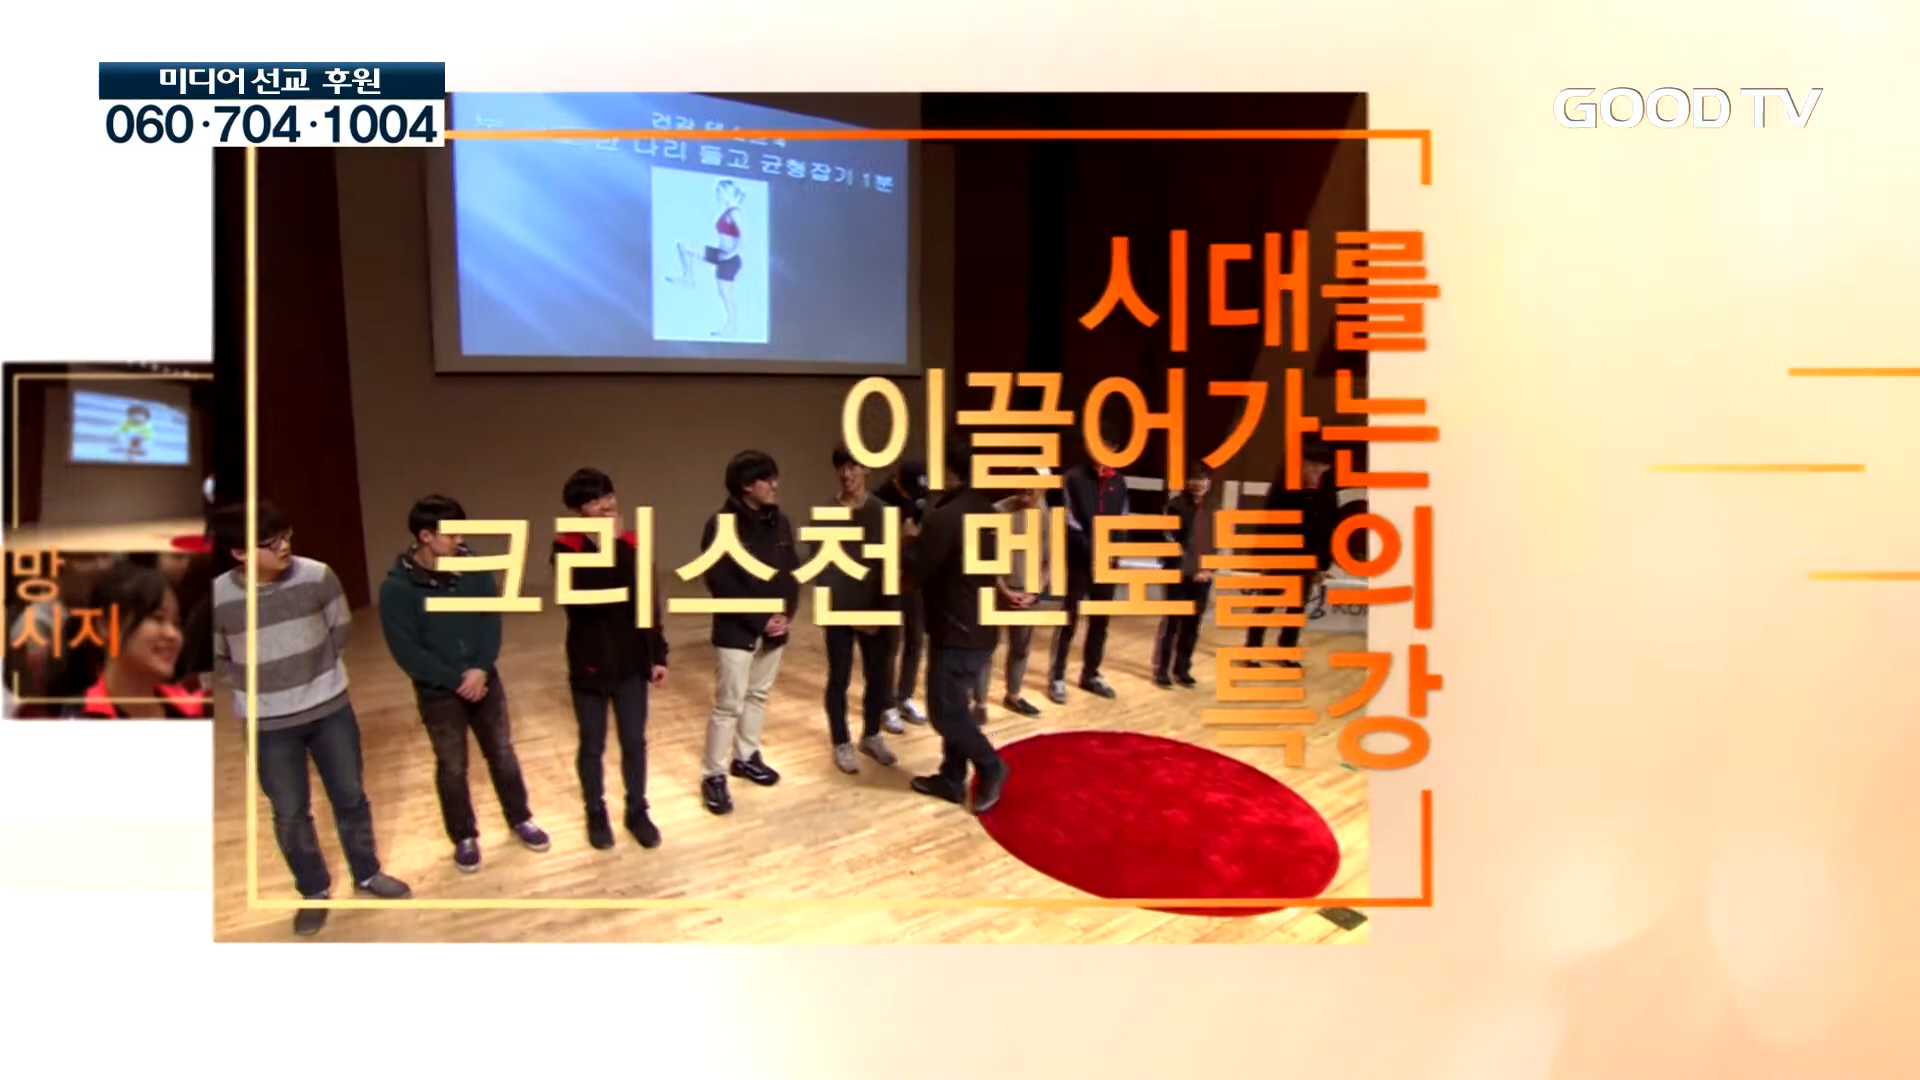 미디어선교 후원
060·704·1004
GOOD TV
다리 들고 균형잡기 1분
시대를
이끌어가는
크리스천 멘토들의
특강
망
시지